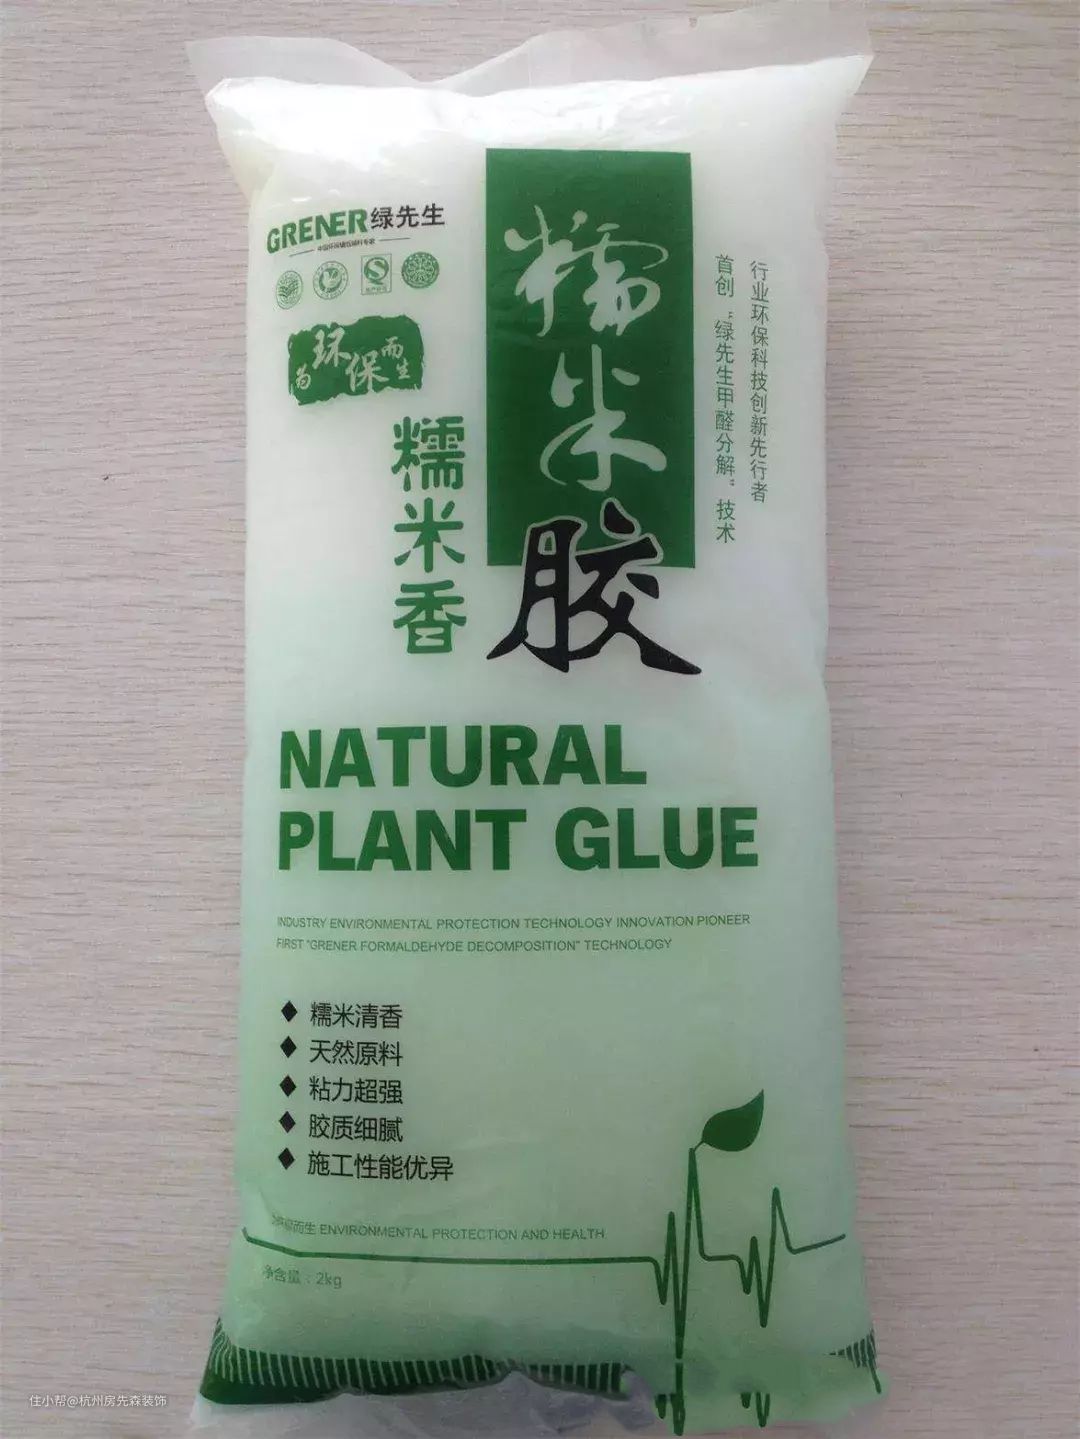 GRENER绿先生
为环保而生
糯米香
糯米胶
行业环保科技创新先行者
首创“绿先生甲醛分解”技术
NATURAL
PLANT GLUE
INDUSTRY ENVIRONMENTAL PROTECTION TECHNOLOGY INNOVATION PIONEER
FIRST "GRENER FORMALDEHYDE DECOMPOSITION" TECHNOLOGY
糯米清香
天然原料
粘力超强
胶质细腻
施工性能优异
而生 ENVIRONMENTAL PROTECTION AND HEALTH
净含量：2kg
住小帮@杭州房先森装饰